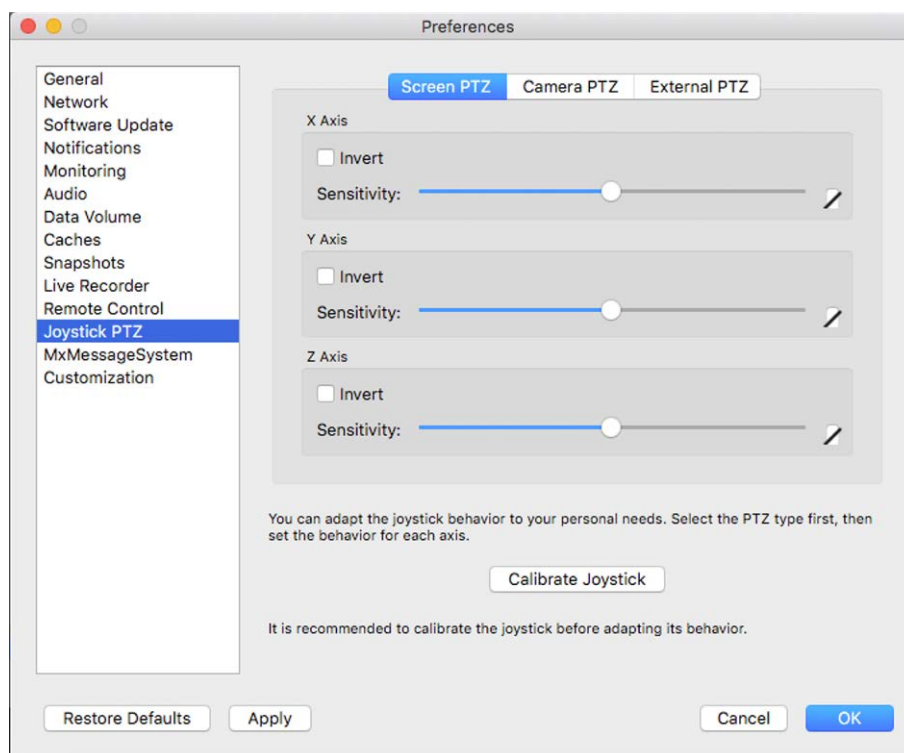 Preferences
General
Network
Software Update
Notifications
Monitoring
Audio
Data Volume
Caches
Snapshots
Live Recorder
Remote Control
Joystick PTZ
MxMessageSystem
Customization
Screen PTZ
Camera PTZ
External PTZ
X Axis
Invert
Sensitivity:
Y Axis
Invert
Sensitivity:
Z Axis
Invert
Sensitivity:
You can adapt the joystick behavior to your personal needs. Select the PTZ type first, then
set the behavior for each axis.
Calibrate Joystick
It is recommended to calibrate the joystick before adapting its behavior.
Restore Defaults
Apply
Cancel
OK